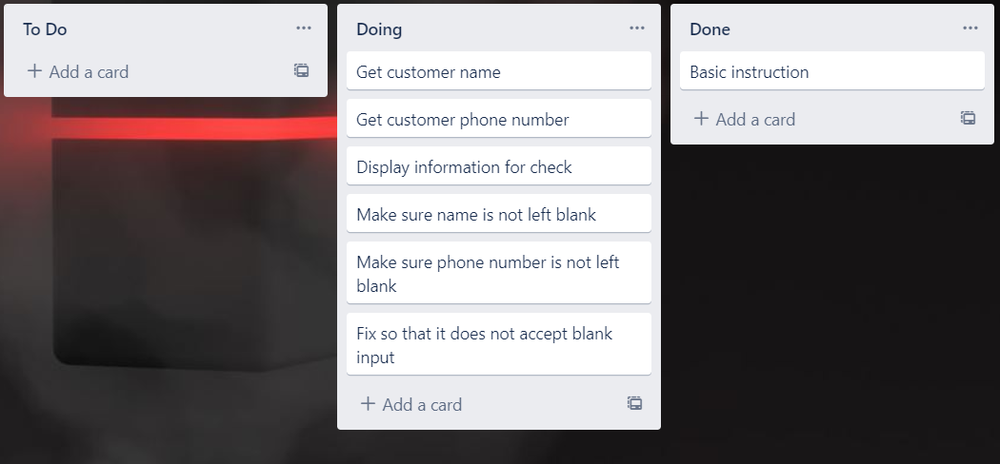 To Do
Add a card
Doing
Get customer name
Get customer phone number
Display information for check
Make sure name is not left blank
Make sure phone number is not left
blank
Fix so that it does not accept blank
input
Add a card
Done
Basic instruction
Add a card